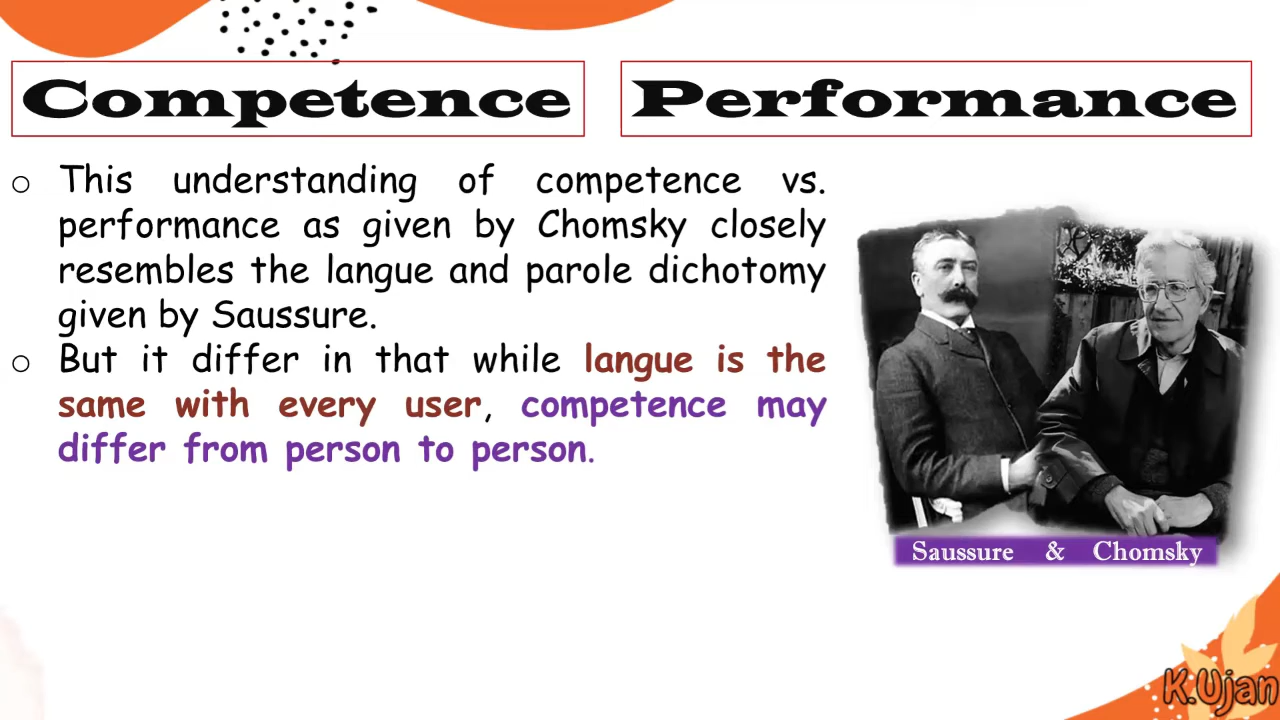 Competence Performance
○ This understanding of competence vs.
performance as given by Chomsky closely
resembles the langue and parole dichotomy
given by Saussure.
○ But it differ in that while langue is the
same with every user, competence may
differ from person to person.
Saussure & Chomsky
K.Ujan